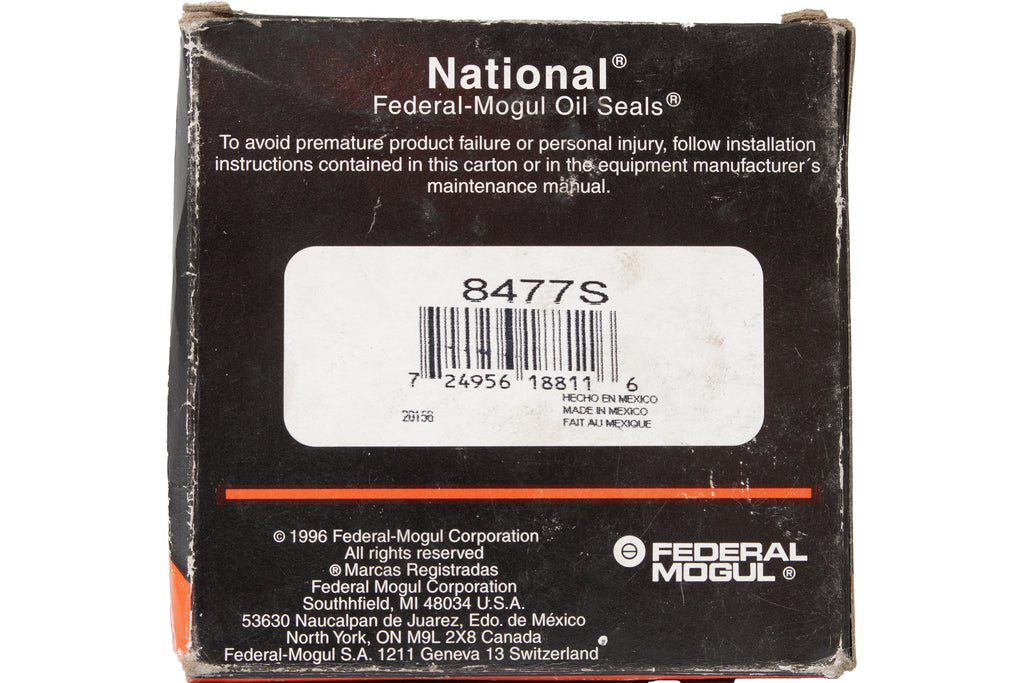 National®
Federal-Mogul Oil Seals®
To avoid premature product failure or personal injury, follow installation
instructions contained in this carton or in the equipment manufacturer´s
maintenance manual.
8477S
7 24956 18811 6
HECHO EN MEXICO
MADE IN MEXICO
FAIT AU MEXIQUE
20156
© 1996 Federal-Mogul Corporation
All rights reserved
® Marcas Registradas
Federal Mogul Corporation
Southhfield, MI 48034 U.S.A.
53630 Naucalpan de Juarez, Edo. de México
North York, ON M9L 2X8 Canada
Federal-Mogul S.A. 1211 Geneva 13 Switzerland
FEDERAL
MOGUL ®